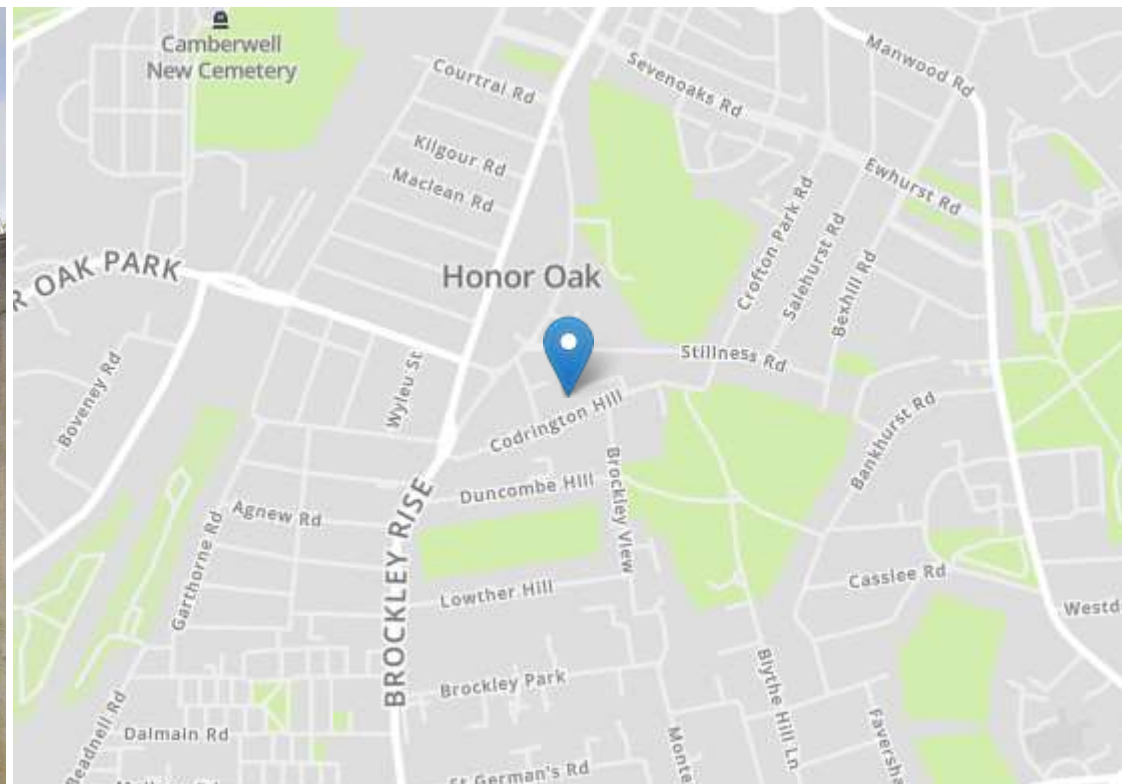 Camberwell
New Cemetery
Manwood Rd
Sevenoaks Rd
Courtral Rd
Kilgour Rd
Maclean Rd
Ewhurst Rd
Crofton Park Rd
Salehurst Rd
Bexhill Rd
R OAK PARK
Honor Oak
Stillness Rd
Wyleu St
Boveney Rd
Codrington Hill
Bankhurst Rd
Duncombe Hill
Brockley View
Agnew Rd
Garthorne Rd
BROCKLEY RISE
Lowther Hill
Casslee Rd
Westd
Brockley Park
Blythe Hill Ln
Faversha
Beadnell Rd
Dalmain Rd
Monte
St German's Rd